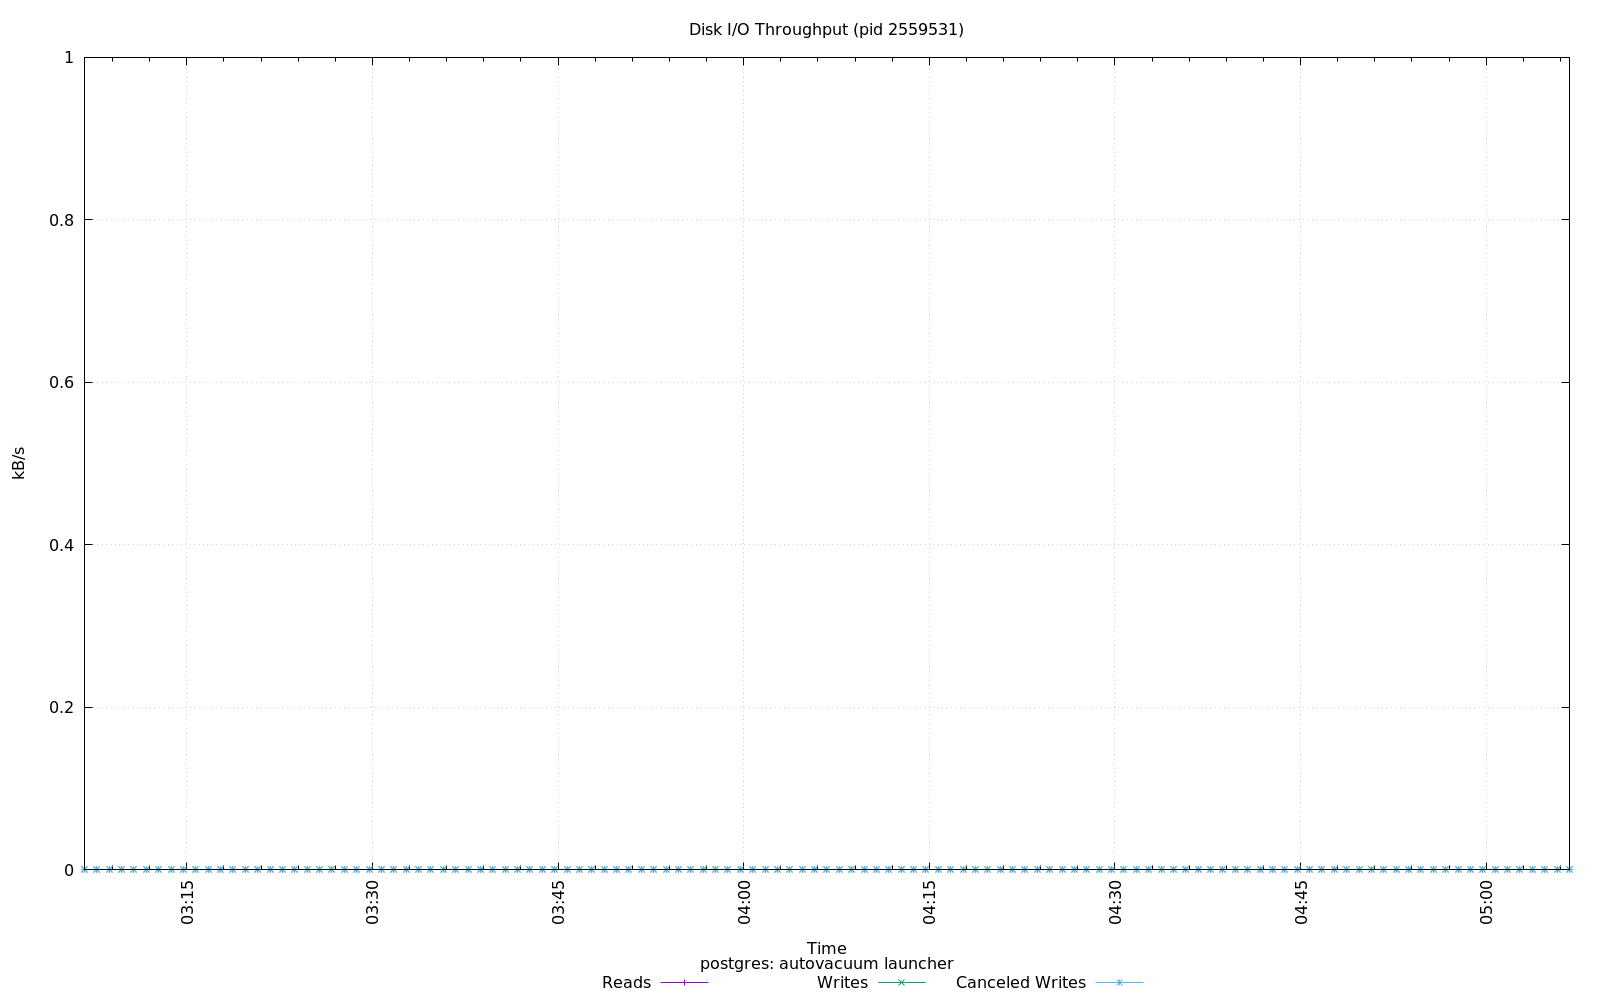 Disk I/O Throughput (pid 2559531)
1
0.8
0.6
0.4
0.2
0
kB/s
03:15
03:30
03:45
04:00
04:15
04:30
04:45
05:00
Time
postgres: autovacuum launcher
Reads Writes Canceled Writes